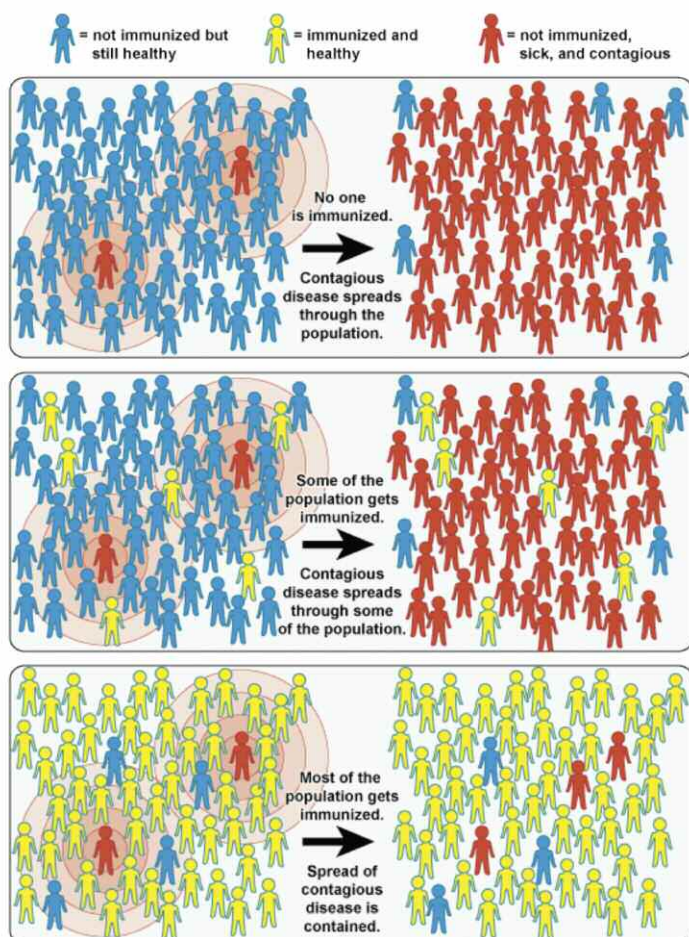 = not immunized but
still healthy
= immunized and
healthy
= not immunized,
sick, and contagious
No one
is immunized.
Contagious
disease spreads
through the
population.
Some of the
population gets
immunized.
Contagious
disease spreads
through some
of the population.
Most of the
population gets
immunized.
Spread of
contagious
disease is
contained.